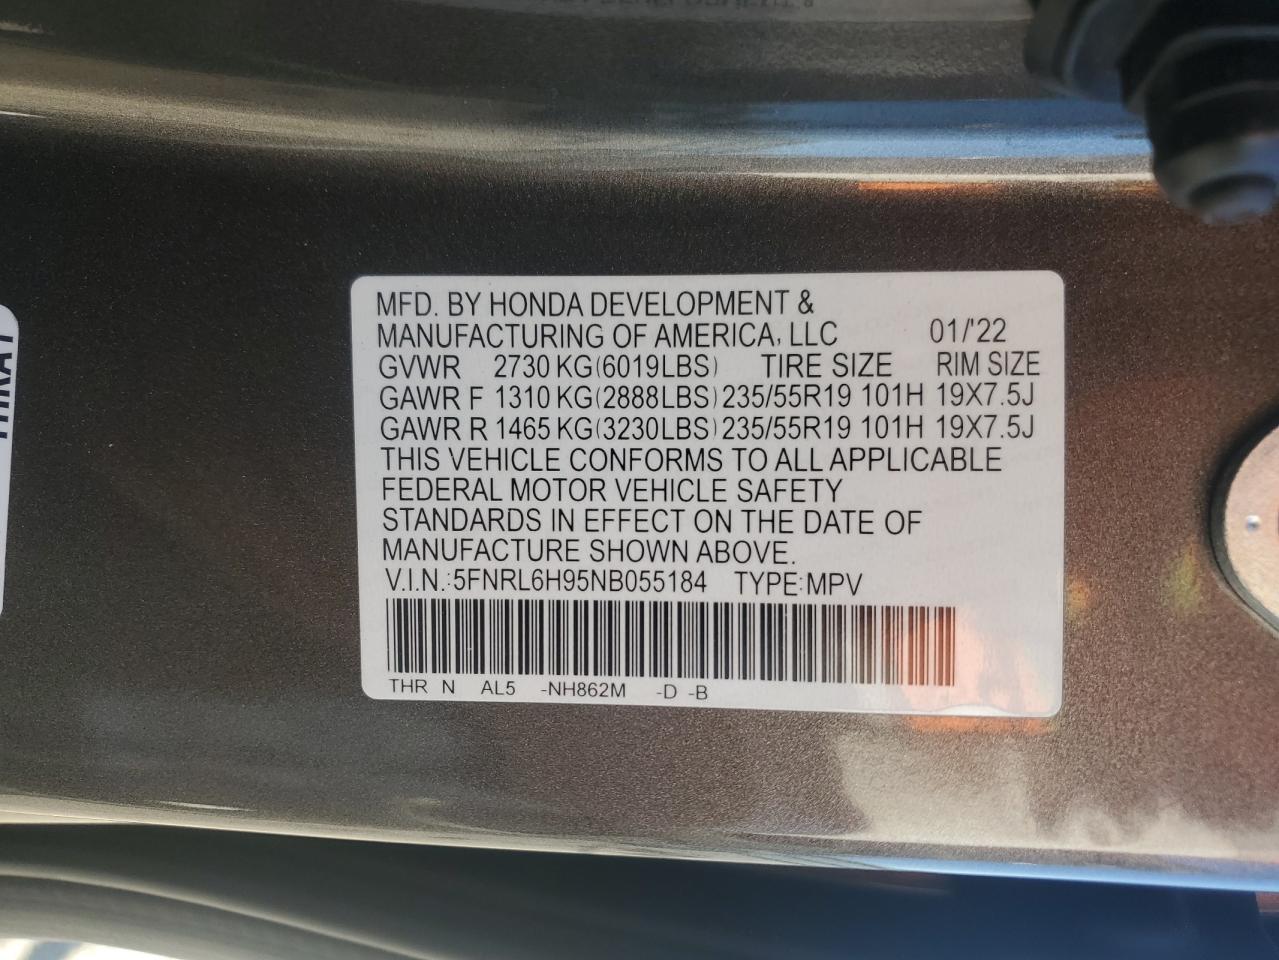 MFD. BY HONDA DEVELOPMENT &
MANUFACTURING OF AMERICA, LLC 01/'22
GVWR 2730 KG(6019LBS) TIRE SIZE RIM SIZE
GAWR F 1310 KG(2888LBS) 235/55R19 101H 19X7.5J
GAWR R 1465 KG(3230LBS) 235/55R19 101H 19X7.5J
THIS VEHICLE CONFORMS TO ALL APPLICABLE
FEDERAL MOTOR VEHICLE SAFETY
STANDARDS IN EFFECT ON THE DATE OF
MANUFACTURE SHOWN ABOVE.
V.I.N.:5FNRL6H95NB055184 TYPE:MPV
THR N AL5 -NH862M -D -B